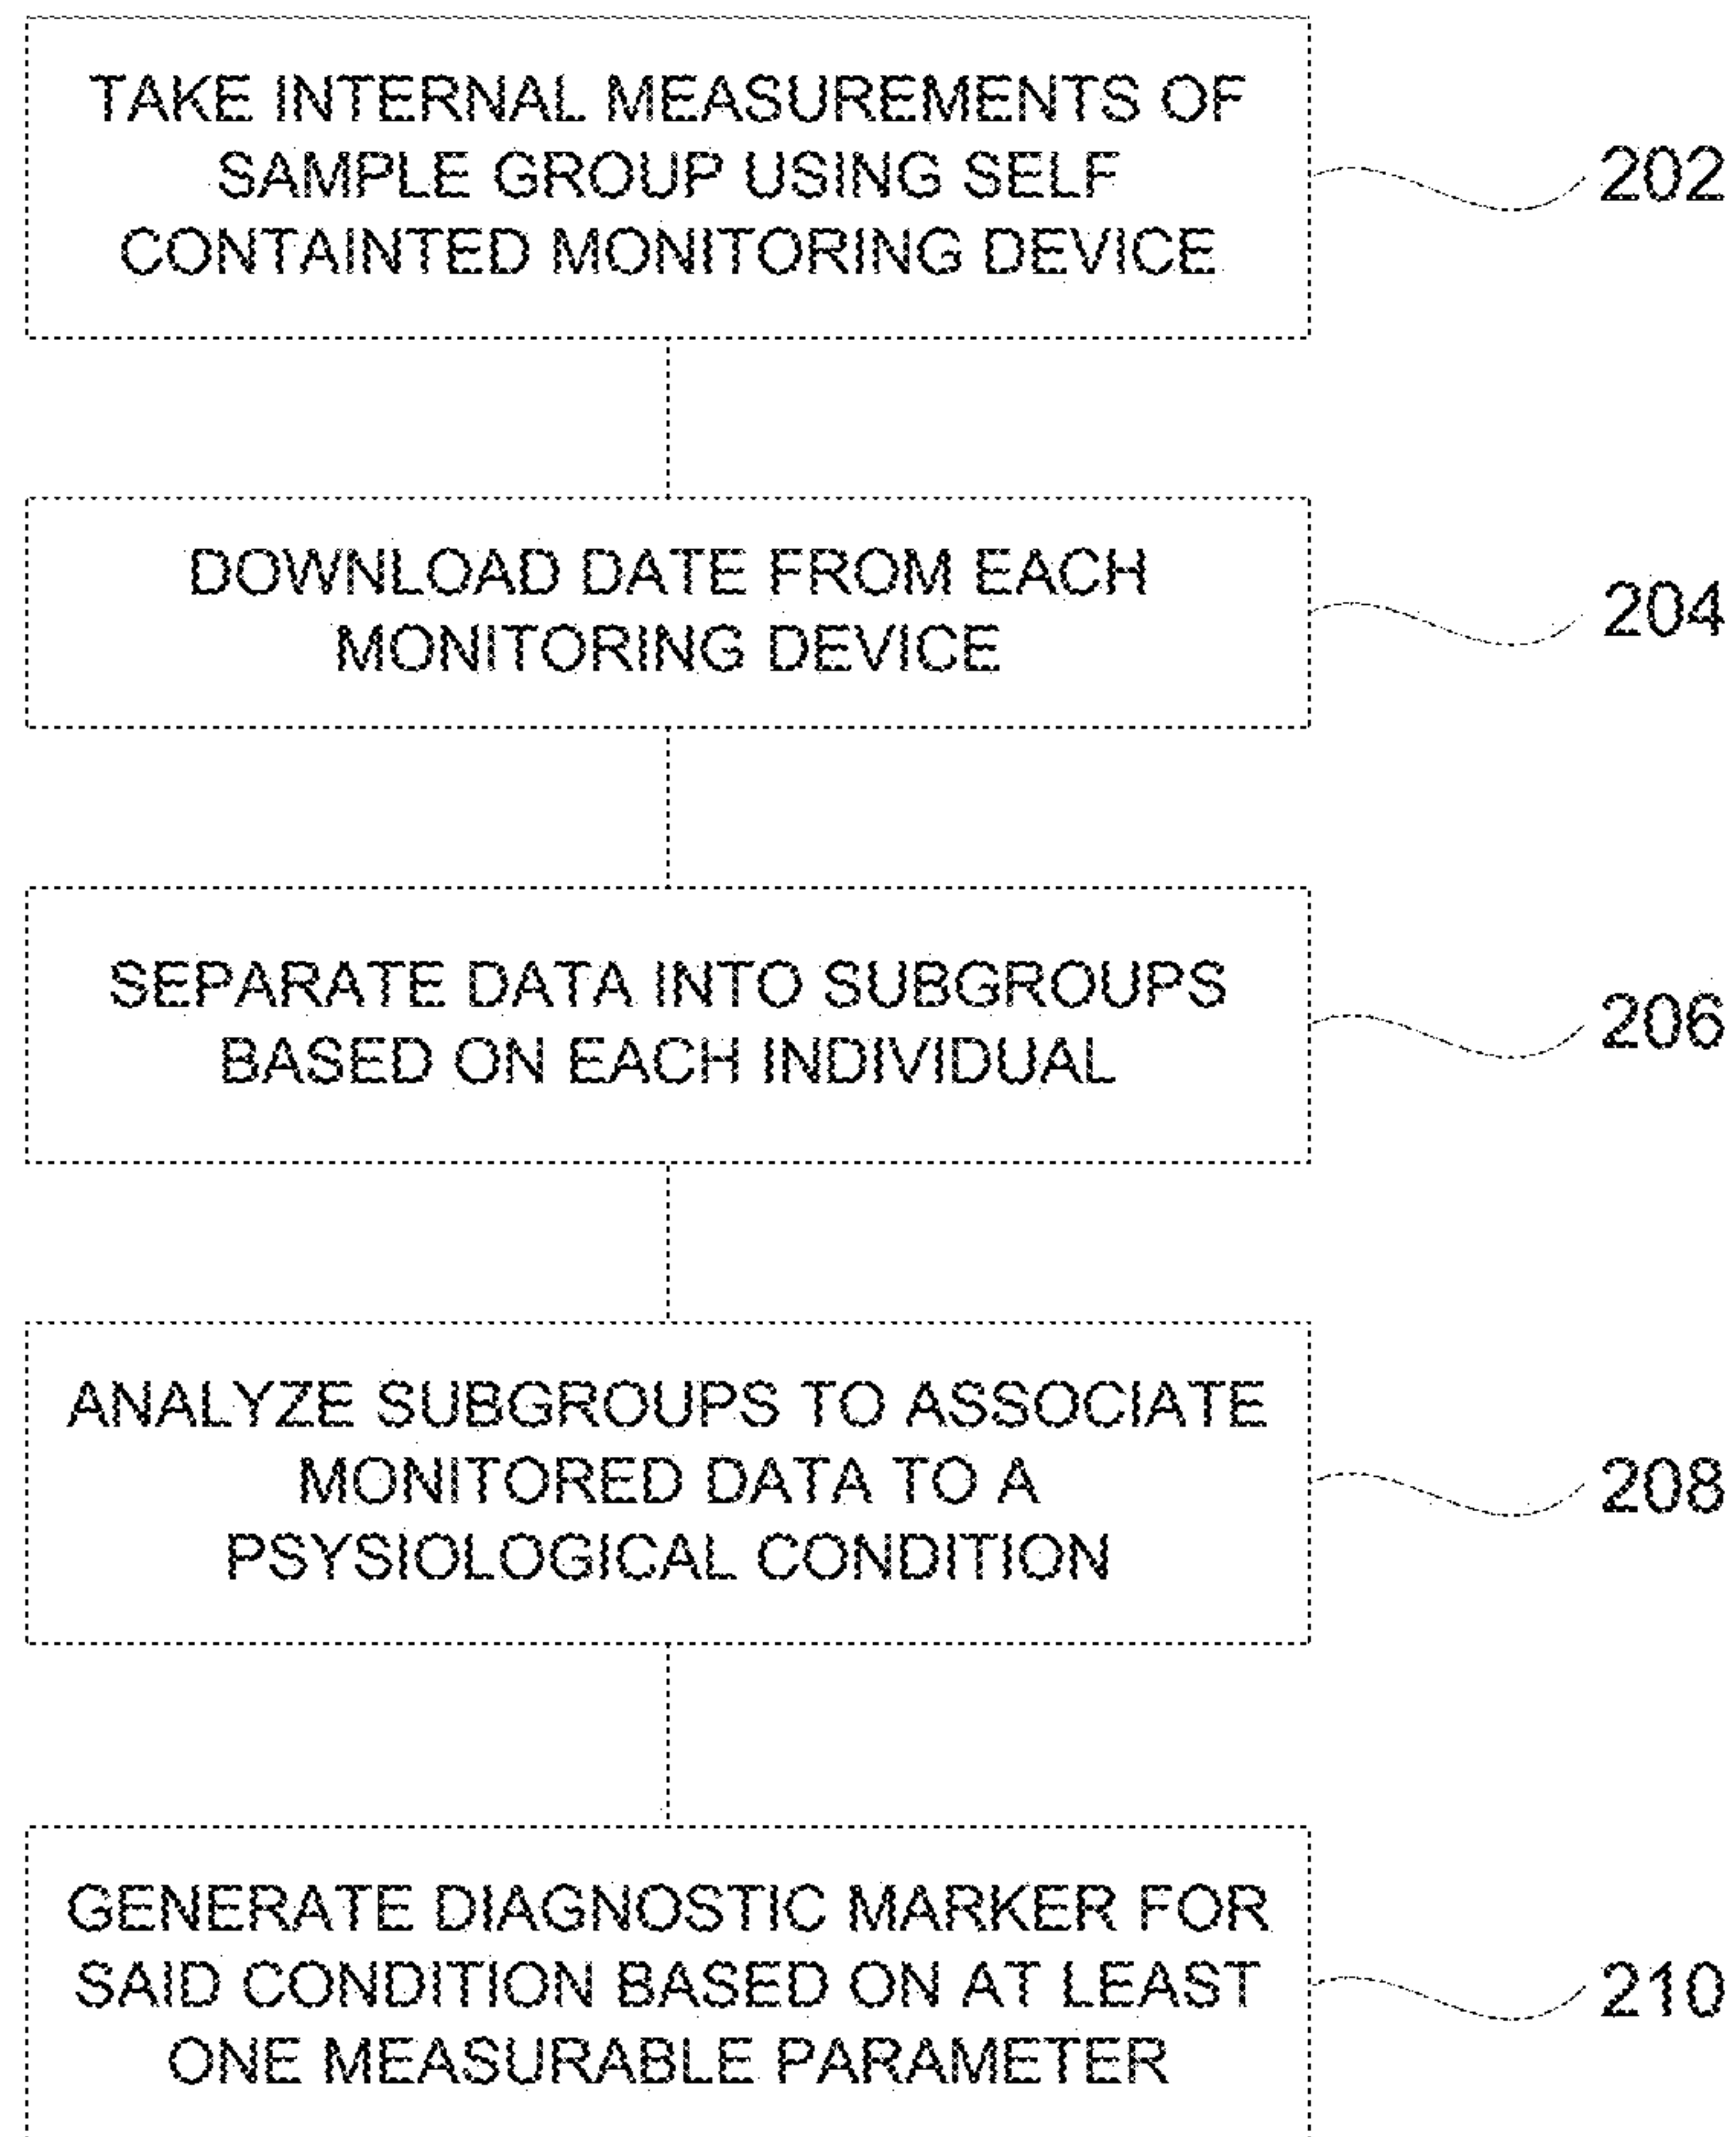 TAKE INTERNAL MEASUREMENTS OF
SAMPLE GROUP USING SELF
CONTAINTED MONITORING DEVICE
202
DOWNLOAD DATE FROM EACH
MONITORING DEVICE
204
SEPARATE DATA INTO SUBGROUPS
BASED ON EACH INDIVIDUAL
206
ANALYZE SUBGROUPS TO ASSOCIATE
MONITORED DATA TO A
PSYSIOLOGICAL CONDITION
208
GENERATE DIAGNOSTIC MARKER FOR
SAID CONDITION BASED ON AT LEAST
ONE MEASURABLE PARAMETER
210